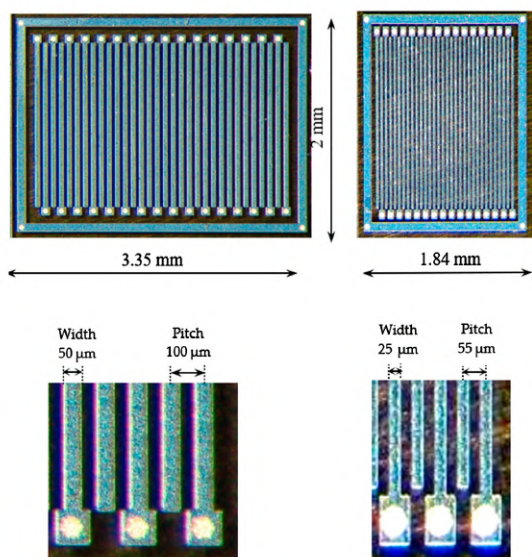 2 mm
3.35 mm
1.84 mm
Width
50 μm
Pitch
100 μm
Width
25 μm
Pitch
55 μm